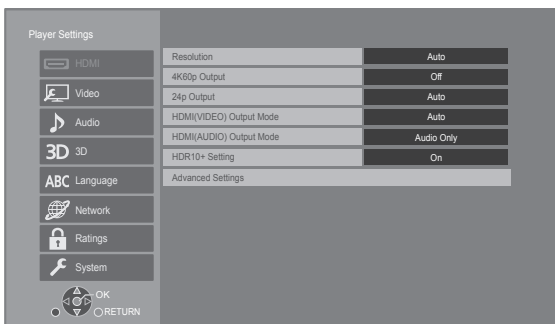 Player Settings
HDMI
Video
Audio
3D 3D
ABC Language
Network
Ratings
System
OK
RETURN
Resolution Auto
4K60p Output Off
24p Output Auto
HDMI(VIDEO) Output Mode Auto
HDMI(AUDIO) Output Mode Audio Only
HDR10+ Setting On
Advanced Settings